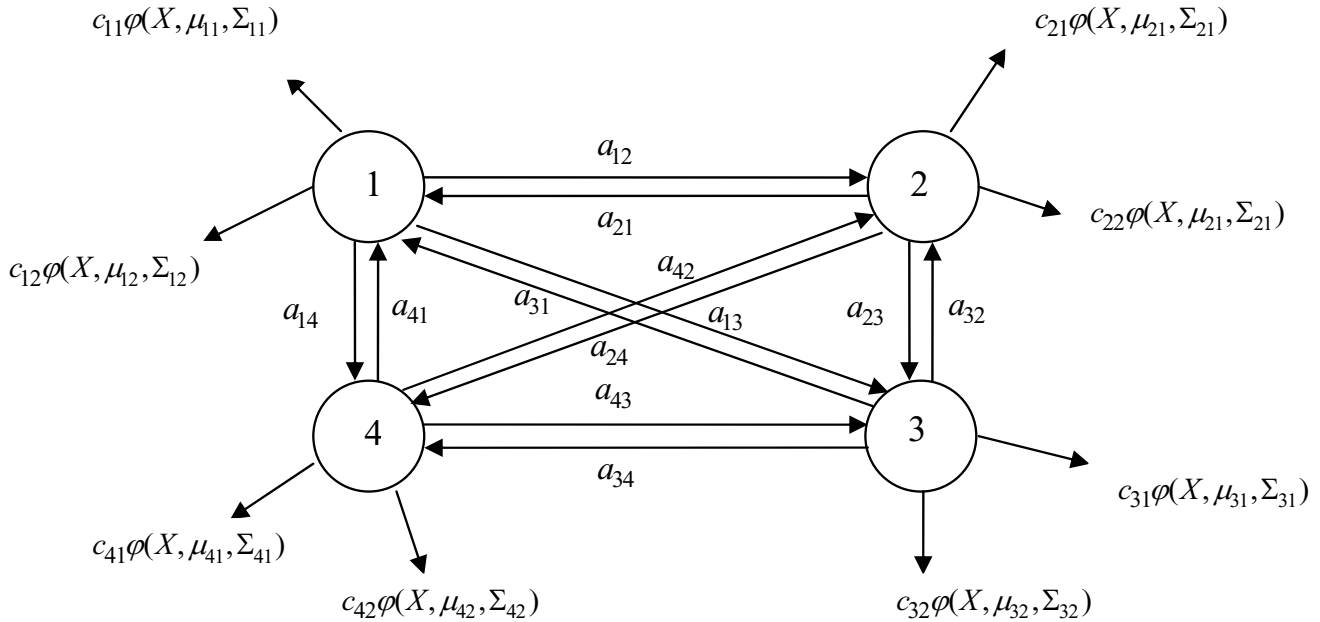 c₁₁φ(X, μ₁₁, Σ₁₁)
c₂₁φ(X, μ₂₁, Σ₂₁)
a₁₂
1
2
a₂₁
c₂₂φ(X, μ₂₁, Σ₂₁)
c₁₂φ(X, μ₁₂, Σ₁₂)
a₄₂
a₃₁
a₁₄
a₄₁
a₁₃
a₂₃
a₃₂
a₂₄
a₄₃
4
3
a₃₄
c₃₁φ(X, μ₃₁, Σ₃₁)
c₄₁φ(X, μ₄₁, Σ₄₁)
c₄₂φ(X, μ₄₂, Σ₄₂)
c₃₂φ(X, μ₃₂, Σ₃₂)